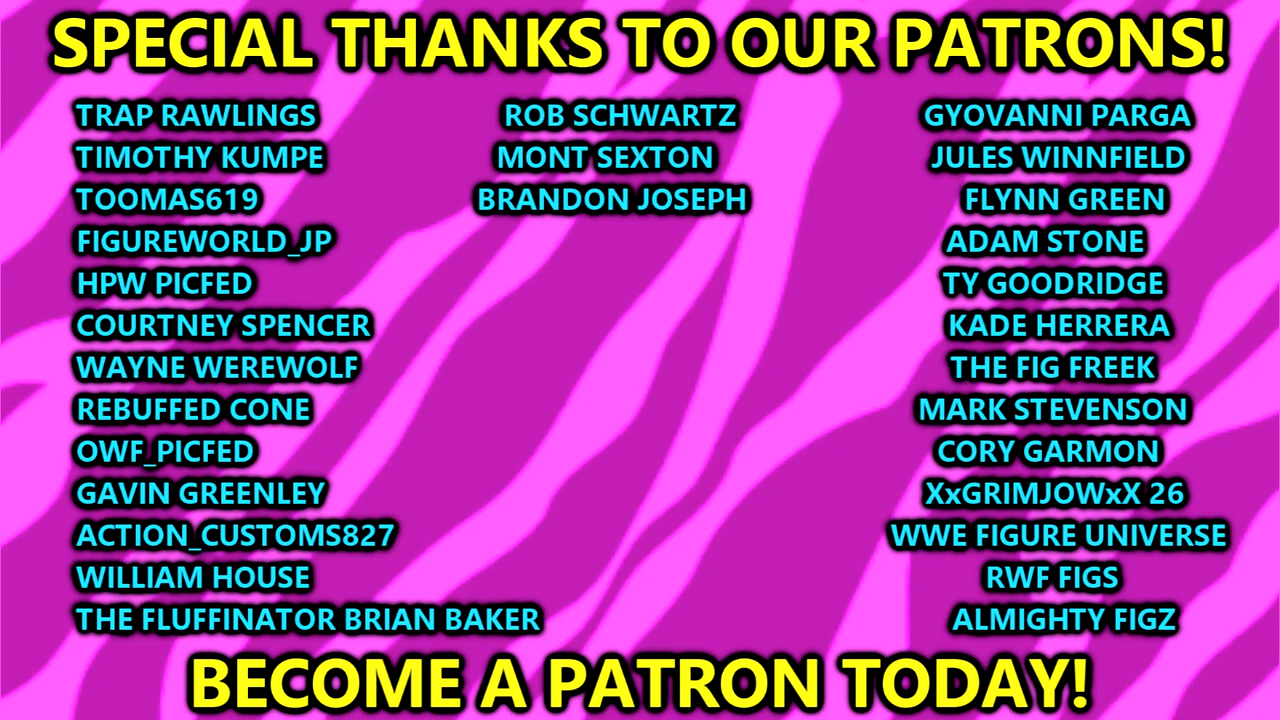 SPECIAL THANKS TO OUR PATRONS!
TRAP RAWLINGS
TIMOTHY KUMPE
TOOMAS619
FIGUREWORLD_JP
HPW PICFED
COURTNEY SPENCER
WAYNE WEREWOLF
REBUFFED CONE
OWF_PICFED
GAVIN GREENLEY
ACTION_CUSTOMS827
WILLIAM HOUSE
THE FLUFFINATOR BRIAN BAKER
ROB SCHWARTZ
MONT SEXTON
BRANDON JOSEPH
GYOVANNI PARGA
JULES WINNFIELD
FLYNN GREEN
ADAM STONE
TY GOODRIDGE
KADE HERRERA
THE FIG FREEK
MARK STEVENSON
CORY GARMON
XxGRIMJOWxX 26
WWE FIGURE UNIVERSE
RWF FIGS
ALMIGHTY FIGZ
BECOME A PATRON TODAY!